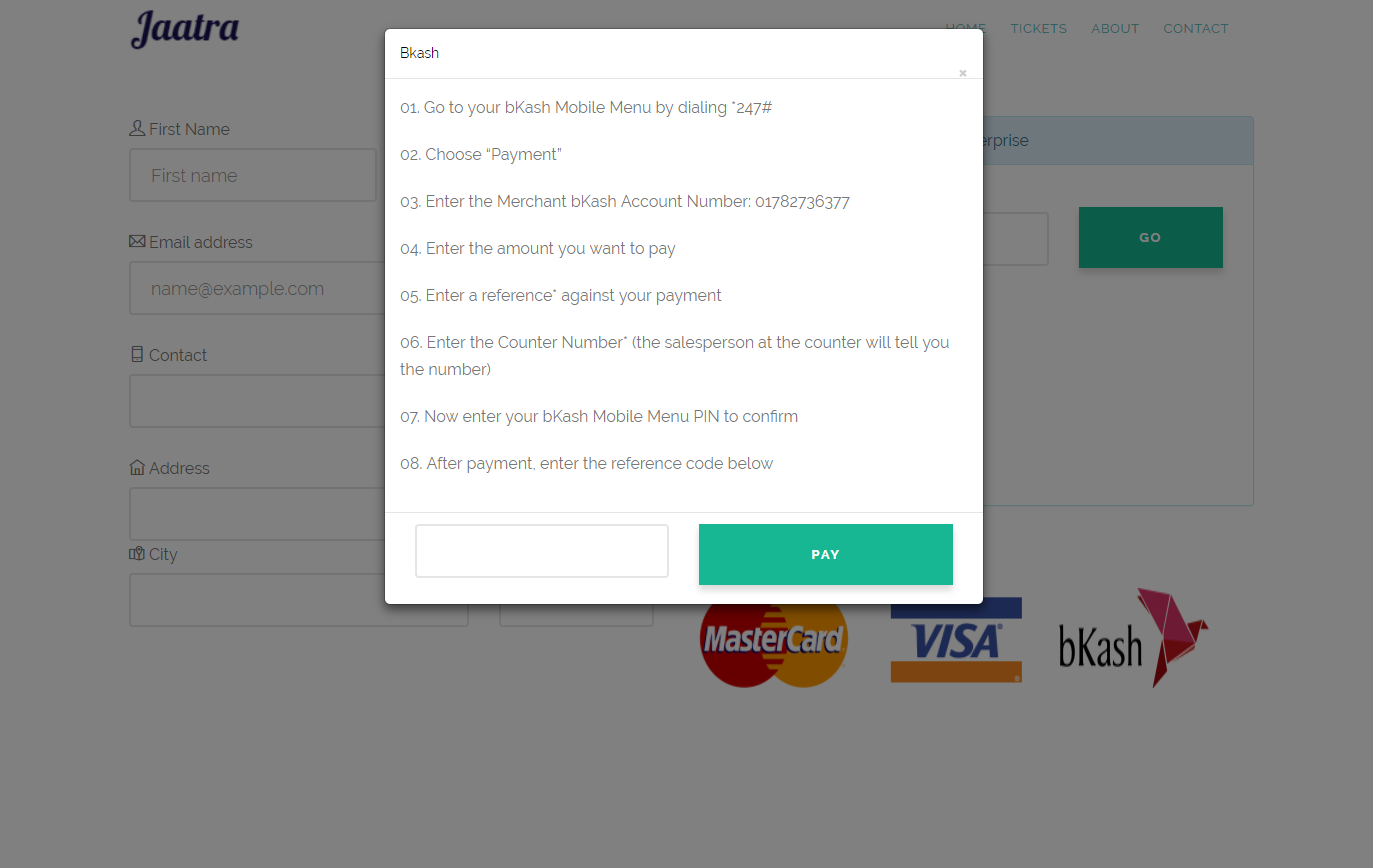 Jaatra
HOME TICKETS ABOUT CONTACT
Bkash
×
01. Go to your bKash Mobile Menu by dialing *247#
02. Choose “Payment”
03. Enter the Merchant bKash Account Number: 01782736377
04. Enter the amount you want to pay
05. Enter a reference* against your payment
06. Enter the Counter Number* (the salesperson at the counter will tell you
the number)
07. Now enter your bKash Mobile Menu PIN to confirm
08. After payment, enter the reference code below
PAY
First Name
First name
Email address
name@example.com
Contact
Address
City
erprise
GO
MasterCard
VISA
bKash